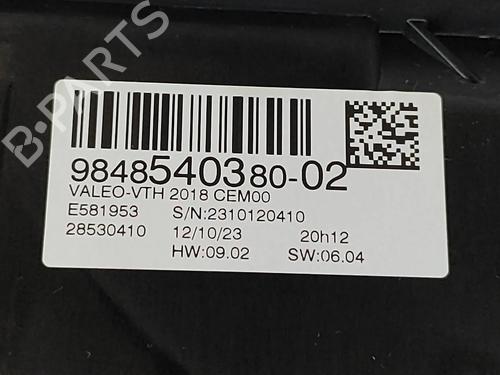 B-PARTS
9848540380-02
VALEO-VTH 2018 CEM00
E581953 S/N:2310120410
28530410 12/10/23 20h12
HW:09.02 SW:06.04